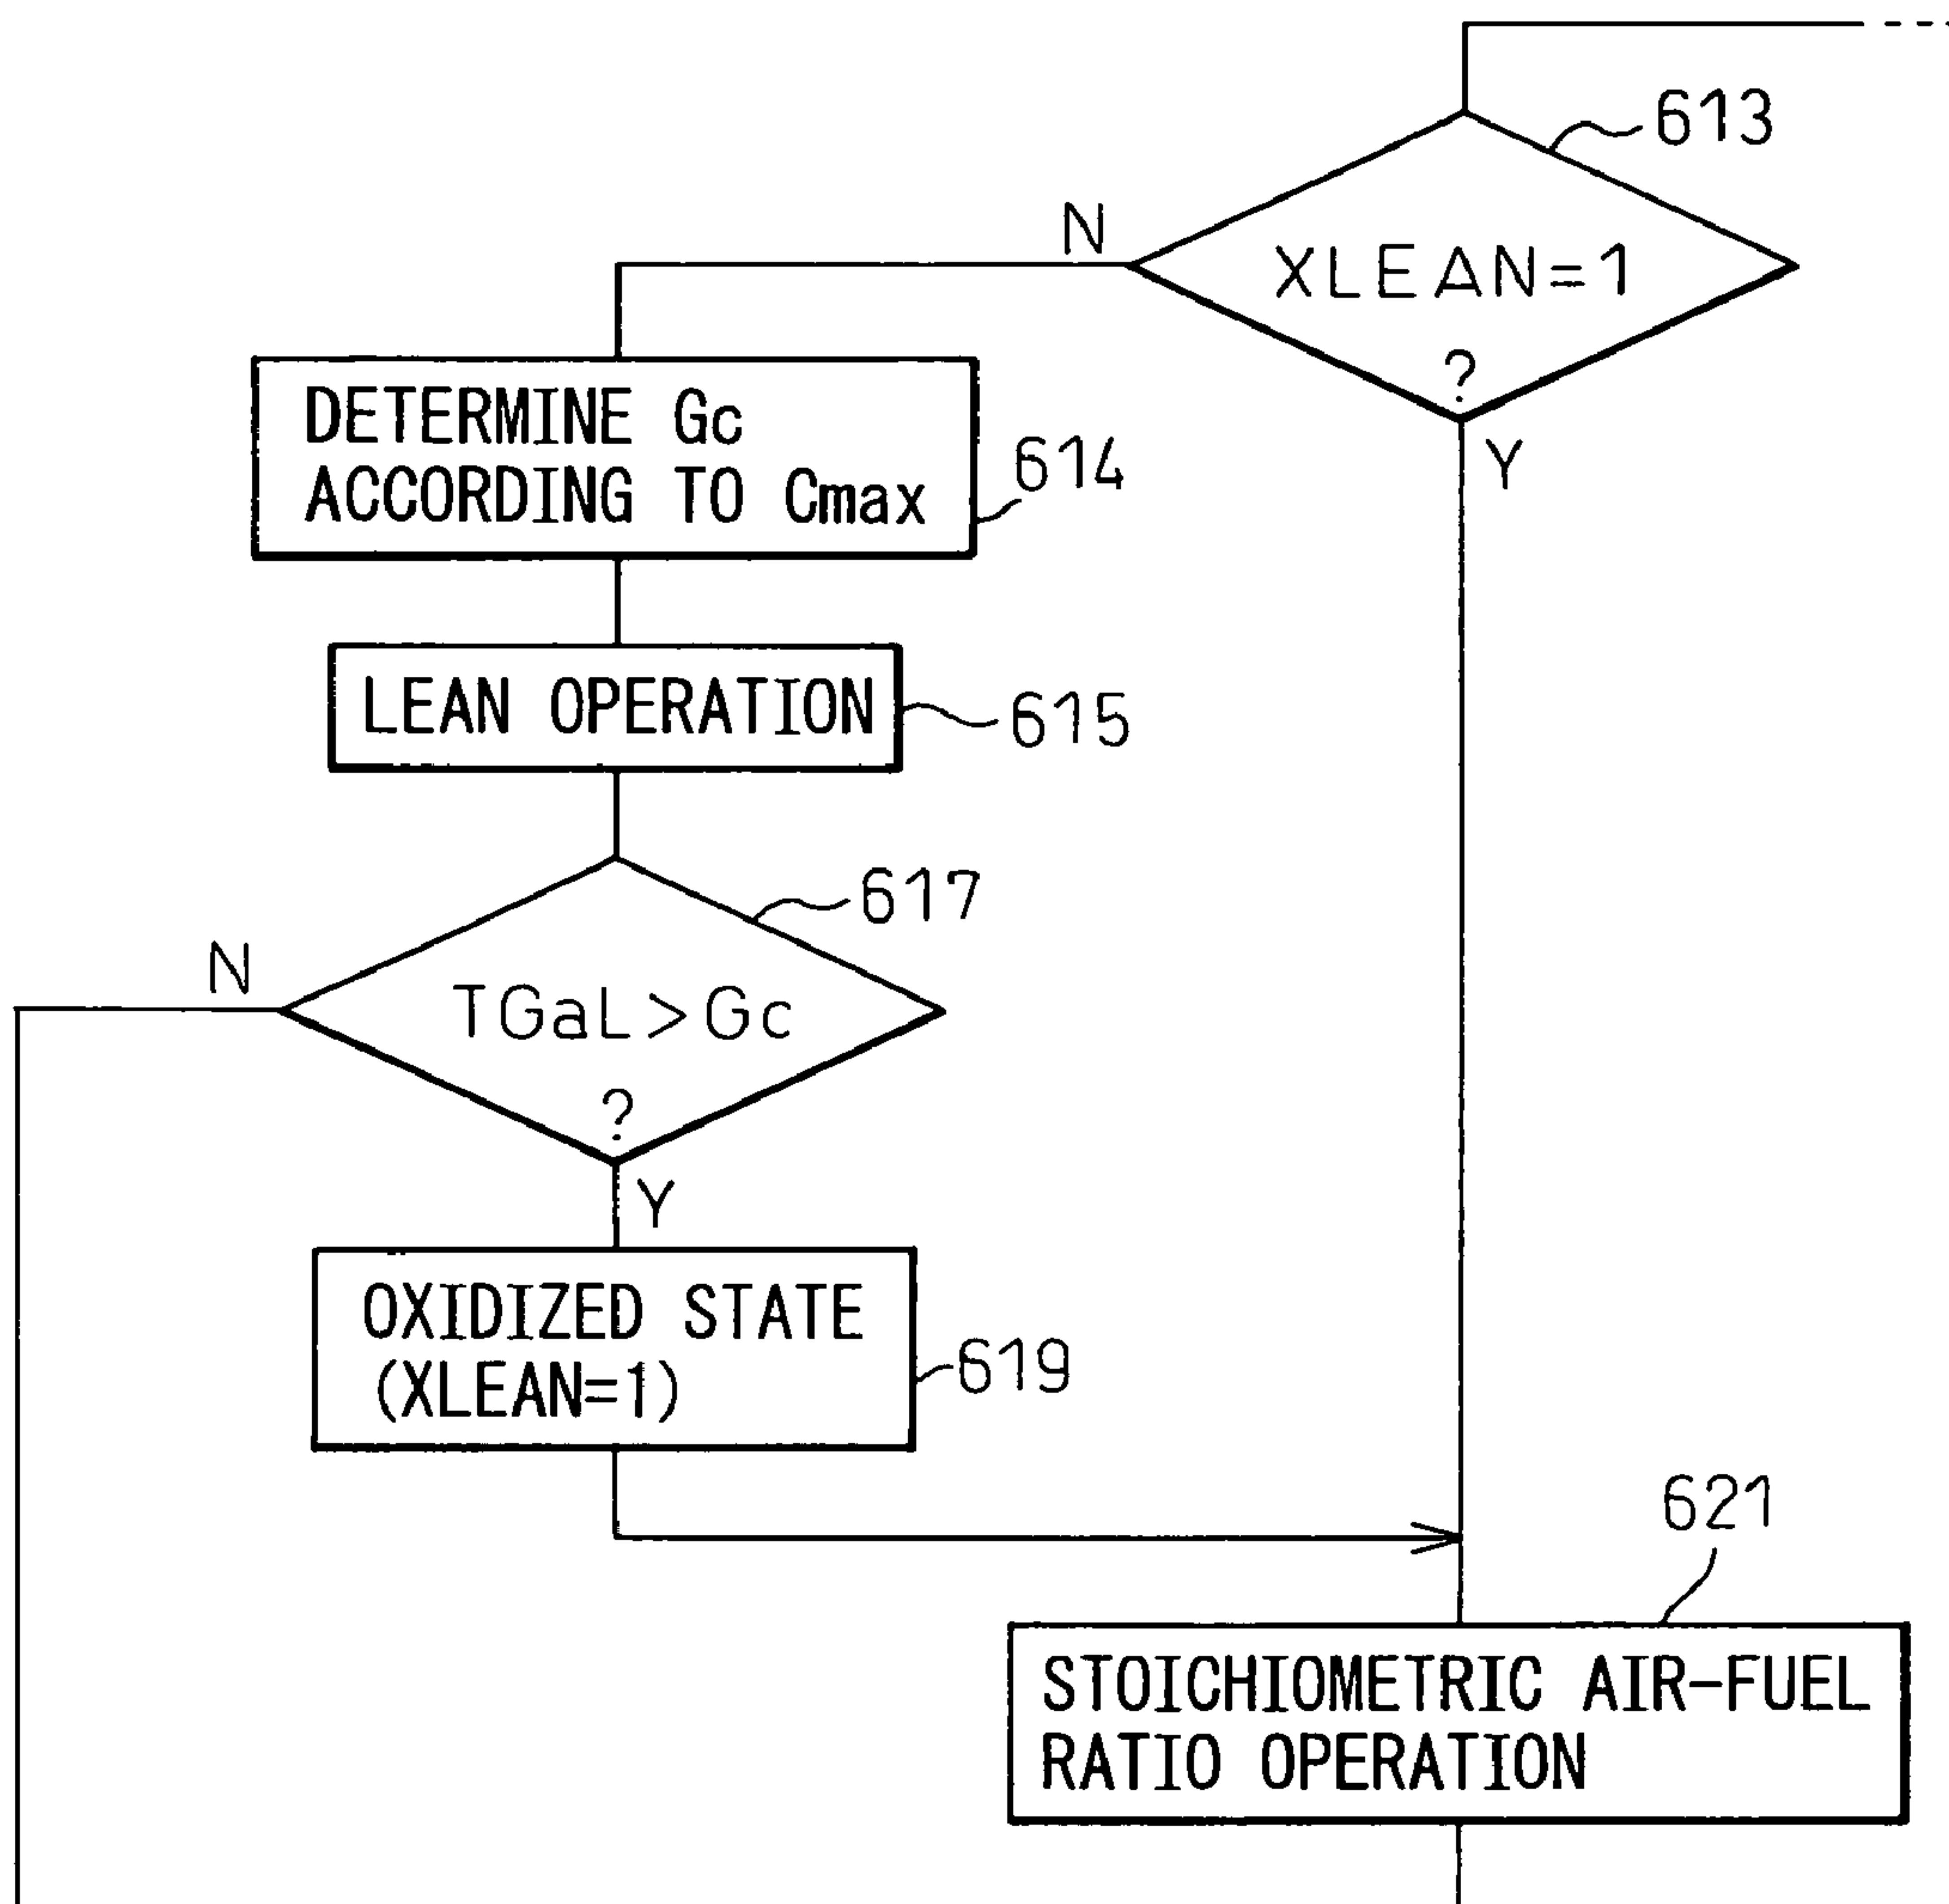 613
N
XLEAN=1
?
Y
DETERMINE Gc
ACCORDING TO Cmax
614
LEAN OPERATION
615
617
N
TGaL>Gc
?
Y
OXIDIZED STATE
(XLEAN=1)
619
621
STOICHIOMETRIC AIR-FUEL
RATIO OPERATION